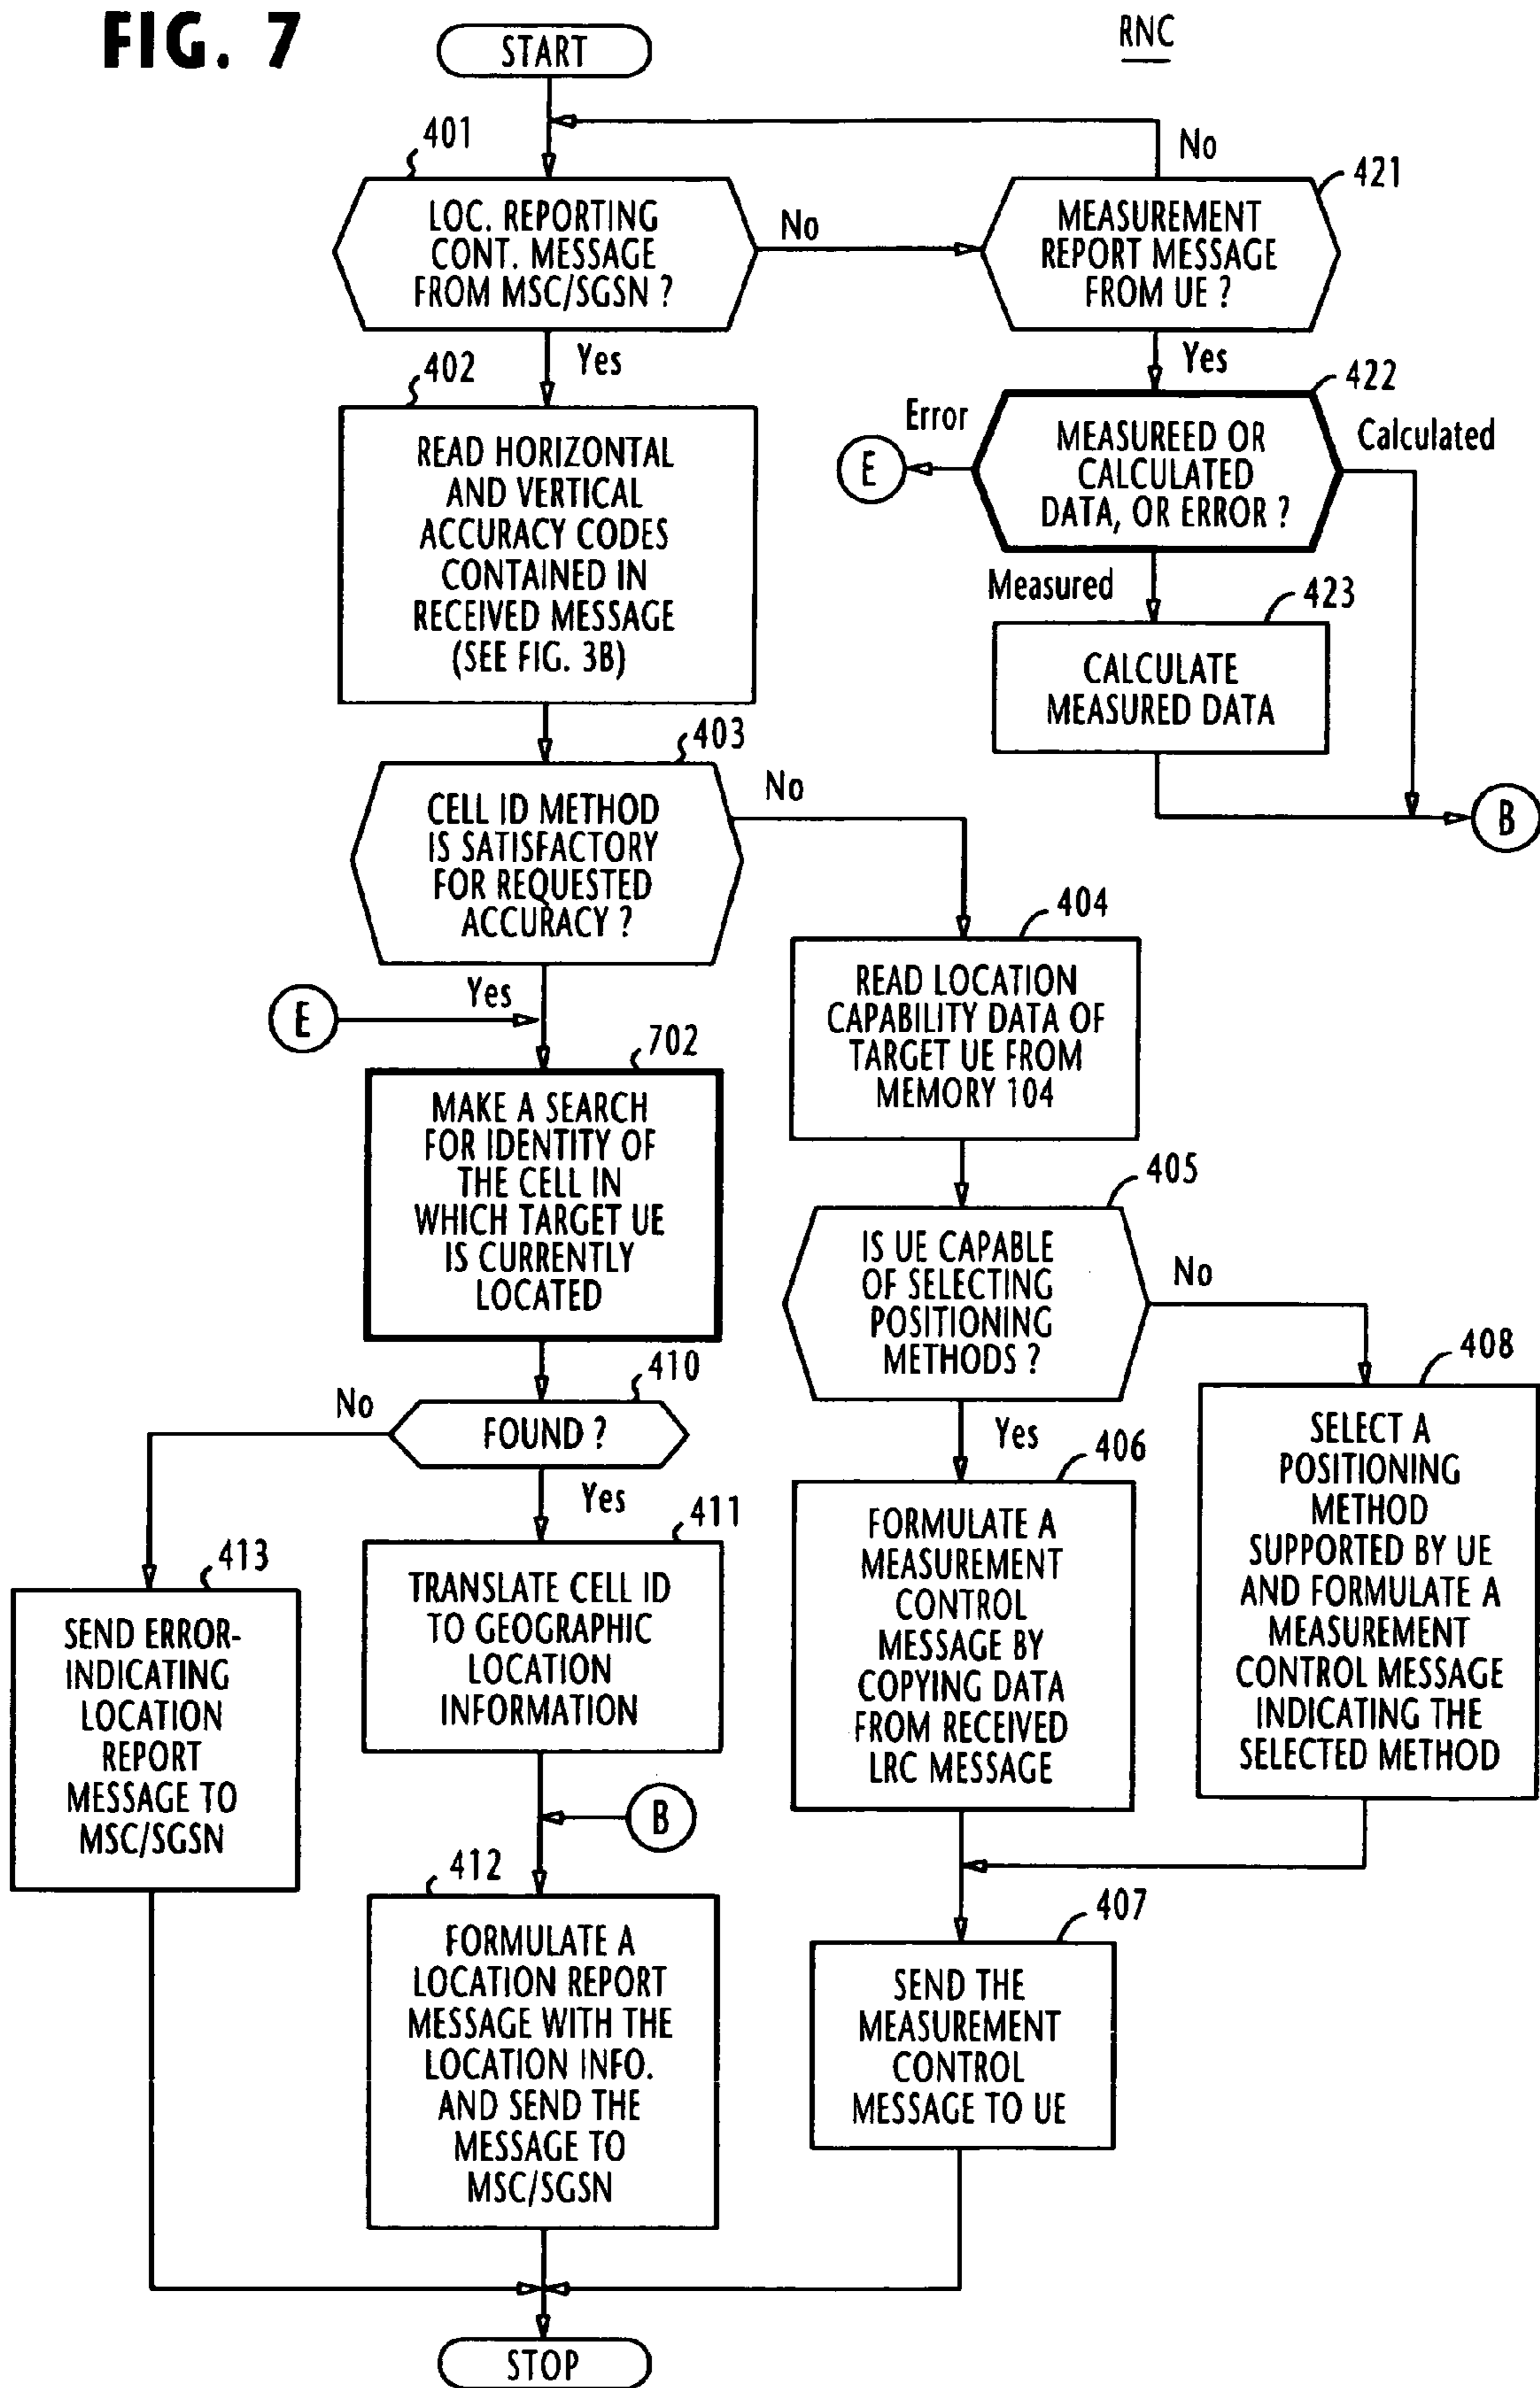 FIG. 7
START
RNC
401
LOC. REPORTING
CONT. MESSAGE
FROM MSC/SGSN ?
No
Yes
421
MEASUREMENT
REPORT MESSAGE
FROM UE ?
No
Yes
402
READ HORIZONTAL
AND VERTICAL
ACCURACY CODES
CONTAINED IN
RECEIVED MESSAGE
(SEE FIG. 3B)
422
MEASUREED OR
CALCULATED
DATA, OR ERROR ?
Error
E
Calculated
Measured
423
CALCULATE
MEASURED DATA
B
403
CELL ID METHOD
IS SATISFACTORY
FOR REQUESTED
ACCURACY ?
No
Yes
E
404
READ LOCATION
CAPABILITY DATA OF
TARGET UE FROM
MEMORY 104
702
MAKE A SEARCH
FOR IDENTITY OF
THE CELL IN
WHICH TARGET UE
IS CURRENTLY
LOCATED
405
IS UE CAPABLE
OF SELECTING
POSITIONING
METHODS ?
No
Yes
410
FOUND ?
No
Yes
408
SELECT A
POSITIONING
METHOD
SUPPORTED BY UE
AND FORMULATE A
MEASUREMENT
CONTROL MESSAGE
INDICATING THE
SELECTED METHOD
406
FORMULATE A
MEASUREMENT
CONTROL
MESSAGE BY
COPYING DATA
FROM RECEIVED
LRC MESSAGE
411
TRANSLATE CELL ID
TO GEOGRAPHIC
LOCATION
INFORMATION
413
SEND ERROR-
INDICATING
LOCATION
REPORT
MESSAGE TO
MSC/SGSN
B
412
FORMULATE A
LOCATION REPORT
MESSAGE WITH THE
LOCATION INFO.
AND SEND THE
MESSAGE TO
MSC/SGSN
407
SEND THE
MEASUREMENT
CONTROL
MESSAGE TO UE
STOP